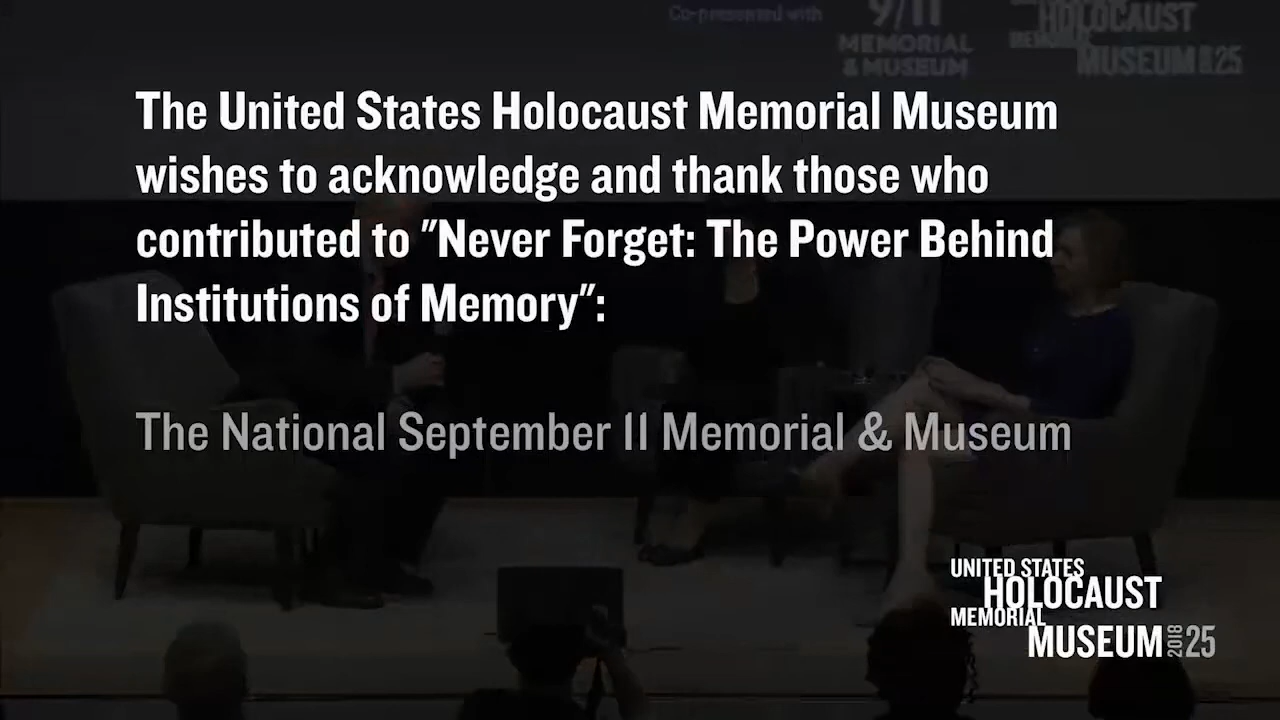 Co-presented with
9/11
MEMORIAL
& MUSEUM
HOLOCAUST
MEMORIAL
MUSEUM 25
The United States Holocaust Memorial Museum
wishes to acknowledge and thank those who
contributed to "Never Forget: The Power Behind
Institutions of Memory":
The National September 11 Memorial & Museum
UNITED STATES
HOLOCAUST
MEMORIAL
MUSEUM 2018 25